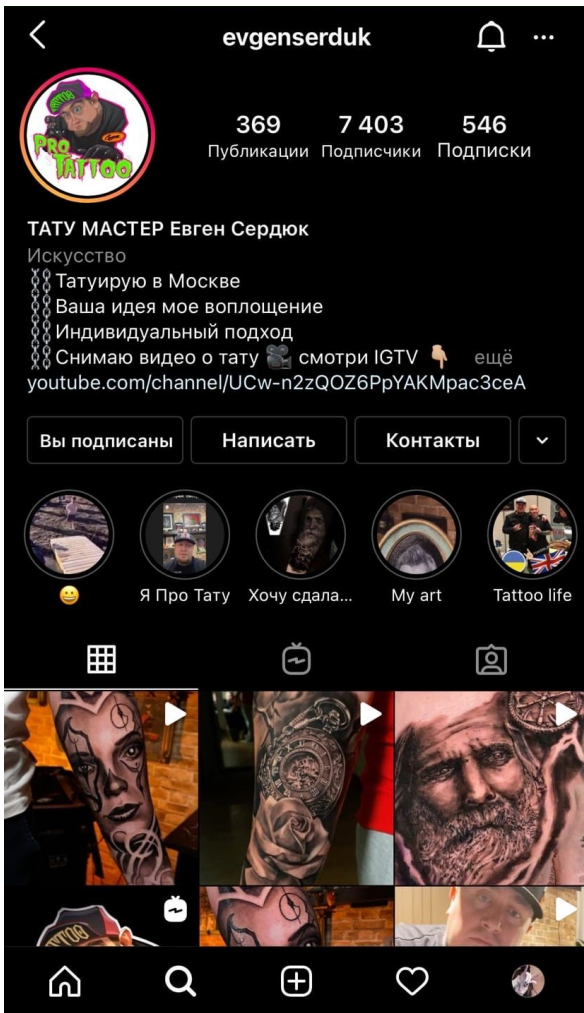 evgenserduk
PRO
TATTOO
369
Публикации
7 403
Подписчики
546
Подписки
ТАТУ МАСТЕР Евген Сердюк
Искусство
⛓Татуирую в Москве
⛓Ваша идея мое воплощение
⛓Индивидуальный подход
⛓Снимаю видео о тату 🎥 смотри IGTV 👇🏼 ещё
youtube.com/channel/UCw-n2zQOZ6PpYAKMpac3ceA
Вы подписаны
Написать
Контакты
😀
Я Про Тату
Хочу сдала...
My art
Tattoo life